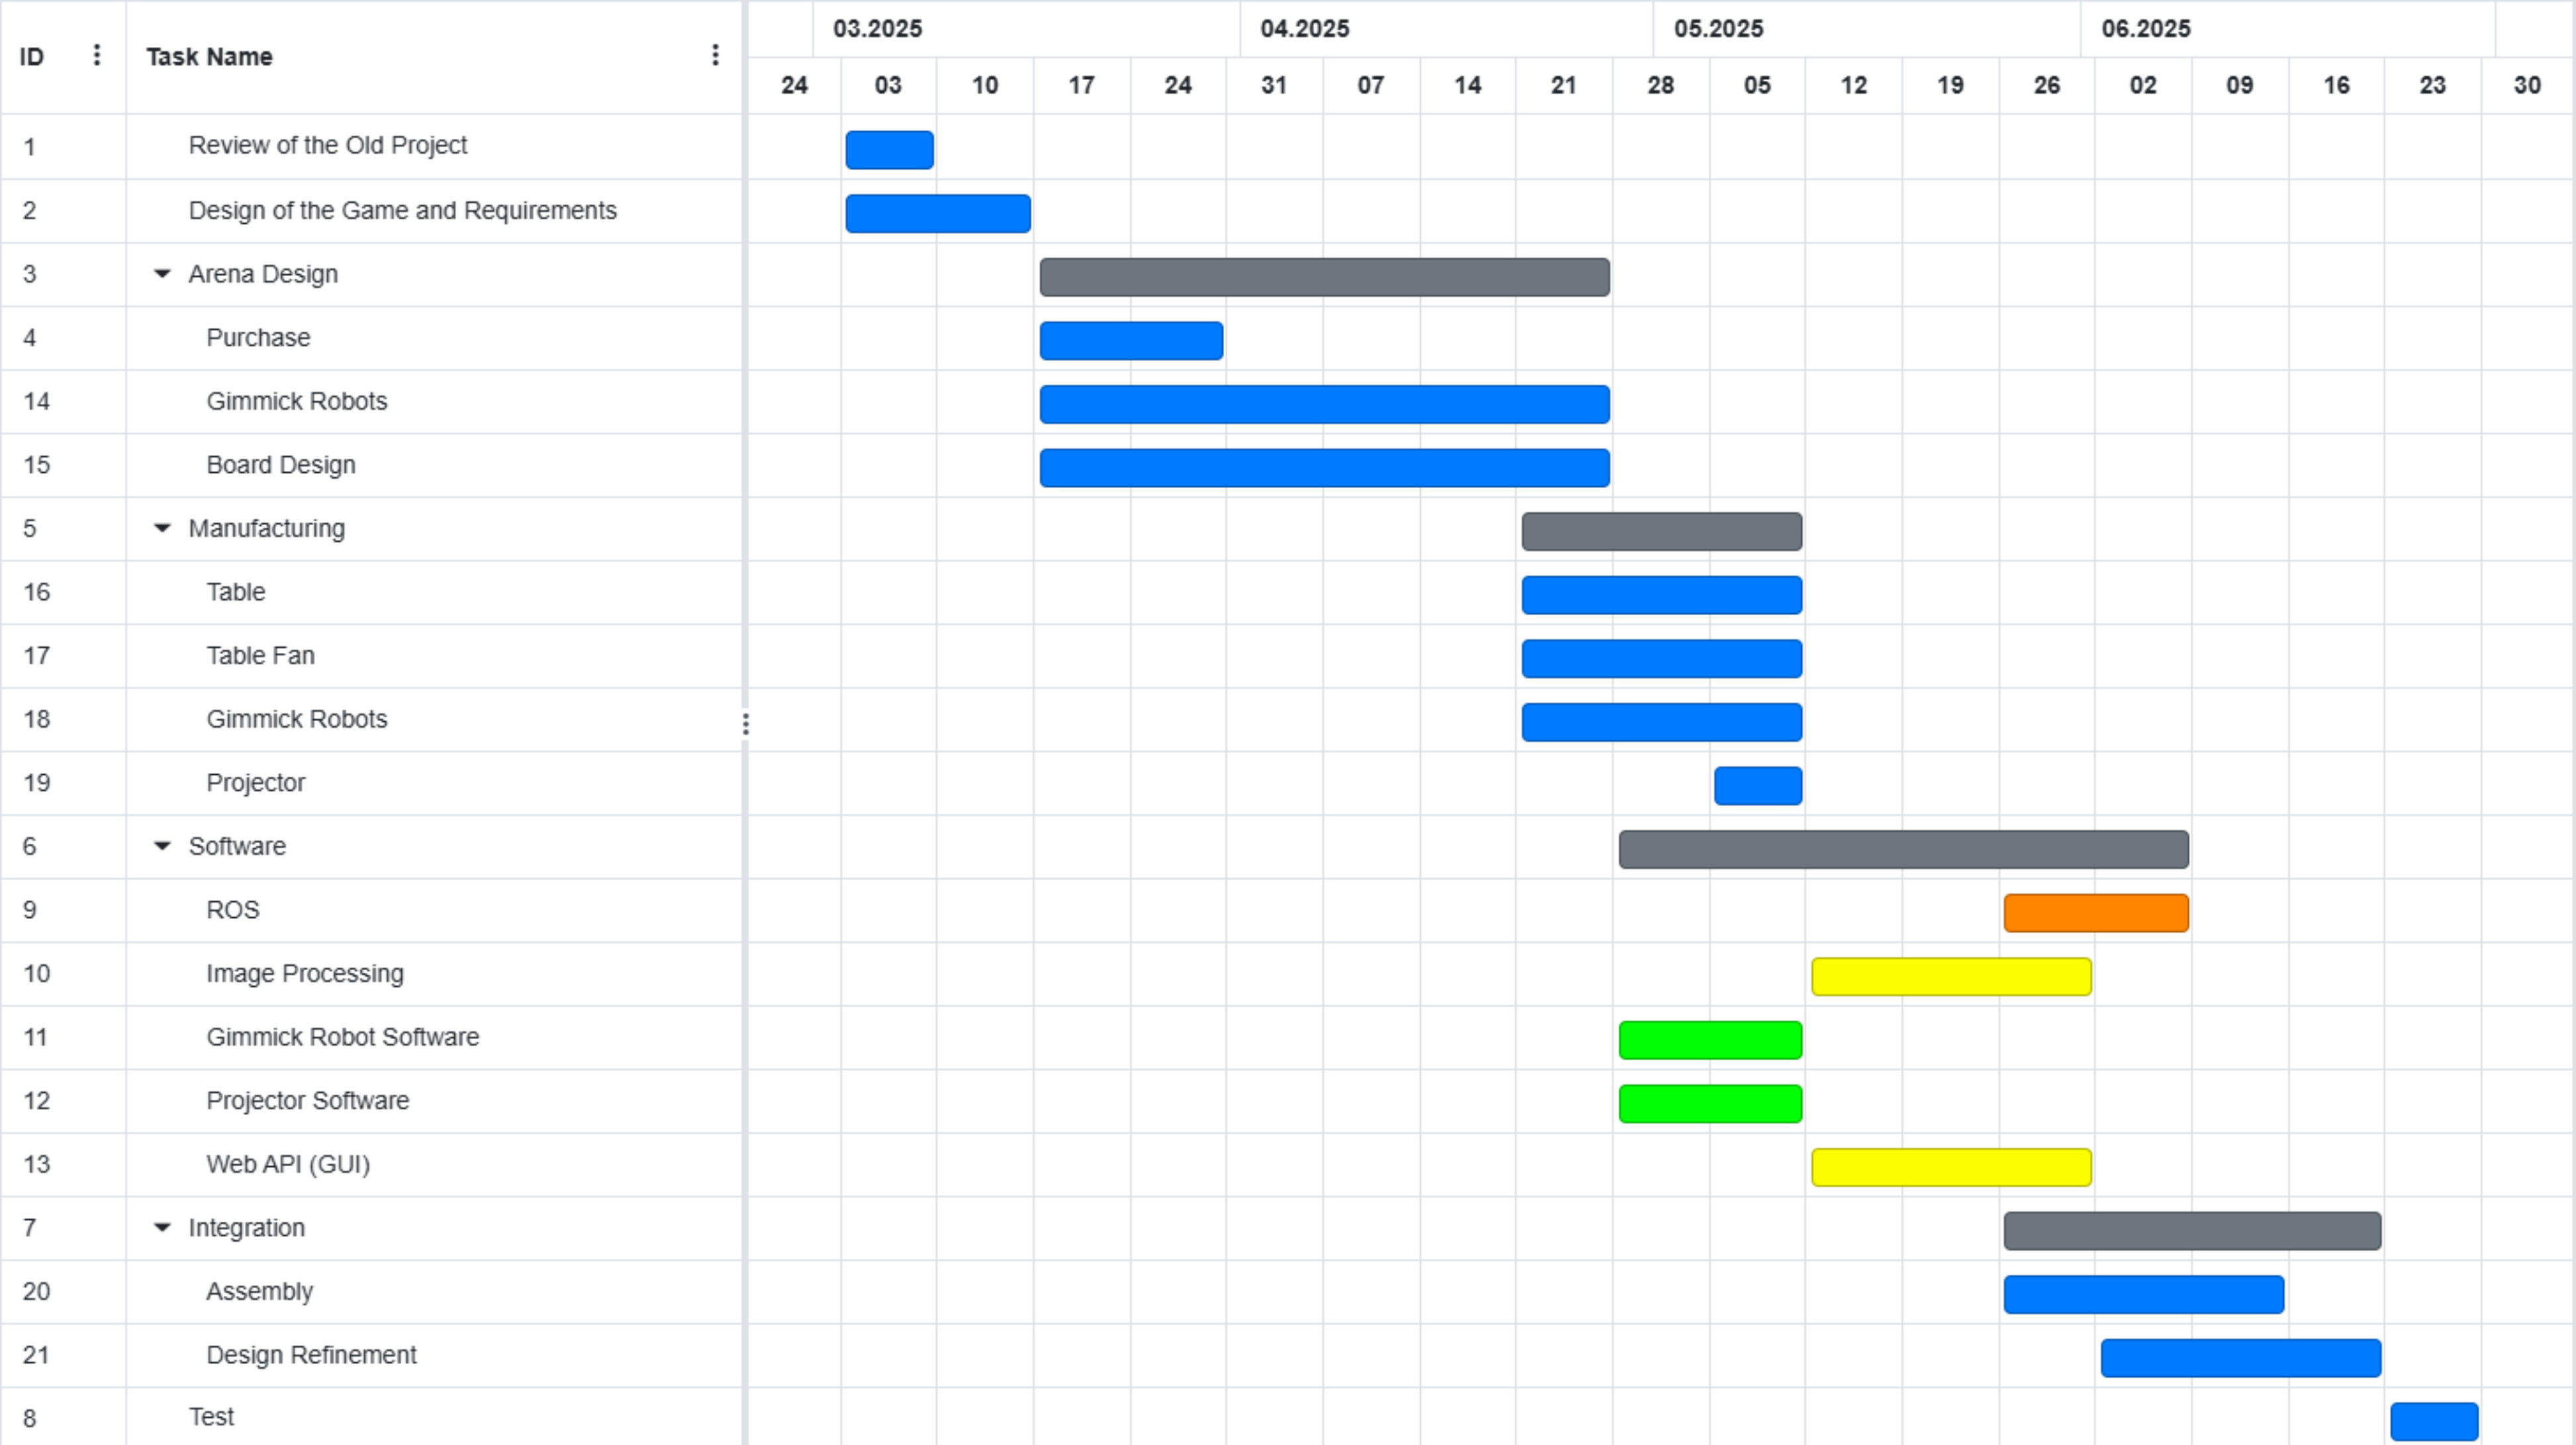 03.2025 04.2025 05.2025 06.2025
ID Task Name
24 03 10 17 24 31 07 14 21 28 05 12 19 26 02 09 16 23 30
1 Review of the Old Project
2 Design of the Game and Requirements
3 Arena Design
4 Purchase
14 Gimmick Robots
15 Board Design
5 Manufacturing
16 Table
17 Table Fan
18 Gimmick Robots
19 Projector
6 Software
9 ROS
10 Image Processing
11 Gimmick Robot Software
12 Projector Software
13 Web API (GUI)
7 Integration
20 Assembly
21 Design Refinement
8 Test